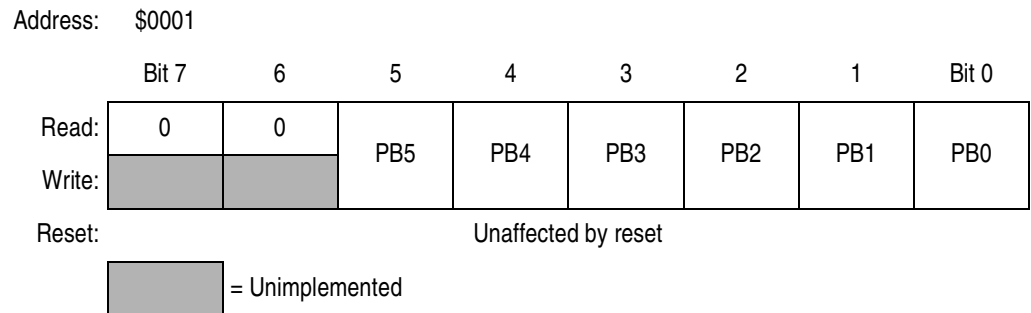 Address: $0001
Bit 7 6 5 4 3 2 1 Bit 0
Read: 0 0
PB5 PB4 PB3 PB2 PB1 PB0
Write:
Reset: Unaffected by reset
= Unimplemented